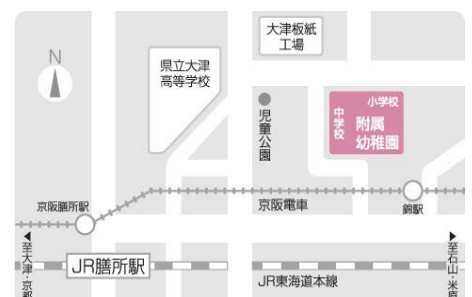 N
大津板紙
工場
県立大津
高等学校
児童公園
小学校
中学校
附属
幼稚園
京阪膳所駅
京阪電車
錦駅
JR膳所駅
JR東海道本線
至大津・京都
至石山・米原